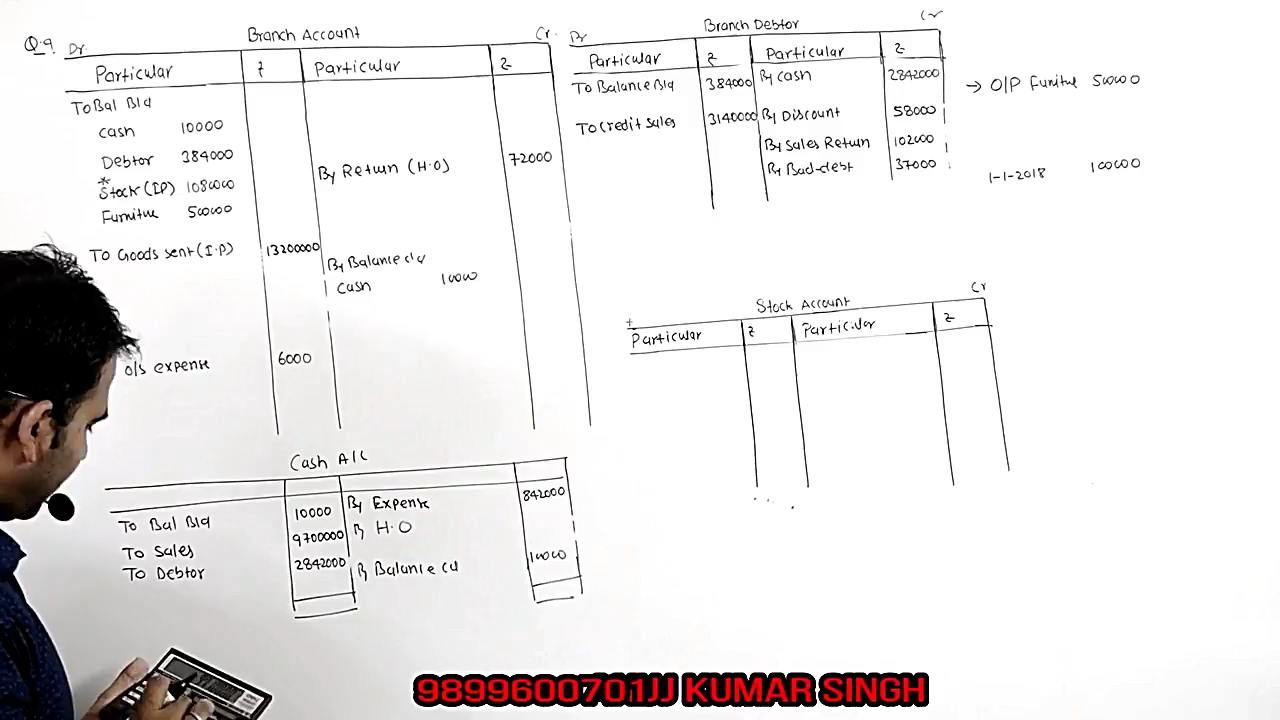 Q.9
Branch Account
Dr.
Cr.
Particular ₹ Particular ₹
To Bal B/d
Cash 10000
Debtor 384000
*
Stock (IP) 1080000
Furniture 500000
By Return (H.O) 72000
To Goods sent (I.P) 13200000
By Balance c/d
Cash 10000
o/s expense 6000
Branch Debtor
Dr
Cr
Particular ₹ Particular ₹
To Balance B/d 384000 By Cash 2842000
To Credit Sales 3140000 By Discount 58000
By Sales Return 102000
By Bad-debt 37000
→ O/P Furniture 500000
1-1-2018 100000
Stock Account
Cr
Particular ₹ Particular ₹
Cash A/C
To Bal B/d 10000 By Expense 842000
To Sales 9700000 By H.O
To Debtor 2842000 By Balance c/d 10000
9899600701JJ KUMAR SINGH